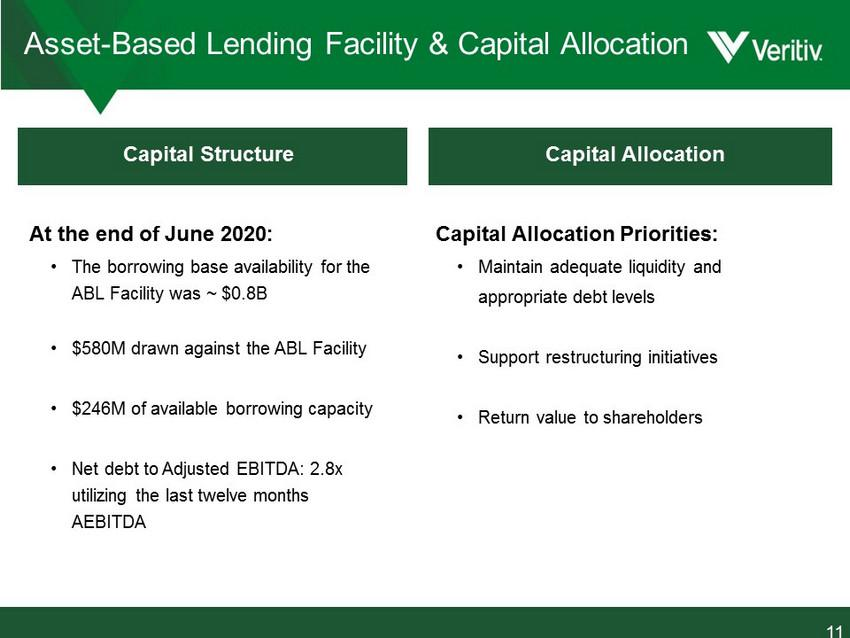 Asset-Based Lending Facility & Capital Allocation
Veritiv.
Capital Structure
At the end of June 2020:
• The borrowing base availability for the
ABL Facility was ~ $0.8B
• $580M drawn against the ABL Facility
• $246M of available borrowing capacity
• Net debt to Adjusted EBITDA: 2.8x
utilizing the last twelve months
AEBITDA
Capital Allocation
Capital Allocation Priorities:
• Maintain adequate liquidity and
appropriate debt levels
• Support restructuring initiatives
• Return value to shareholders
11